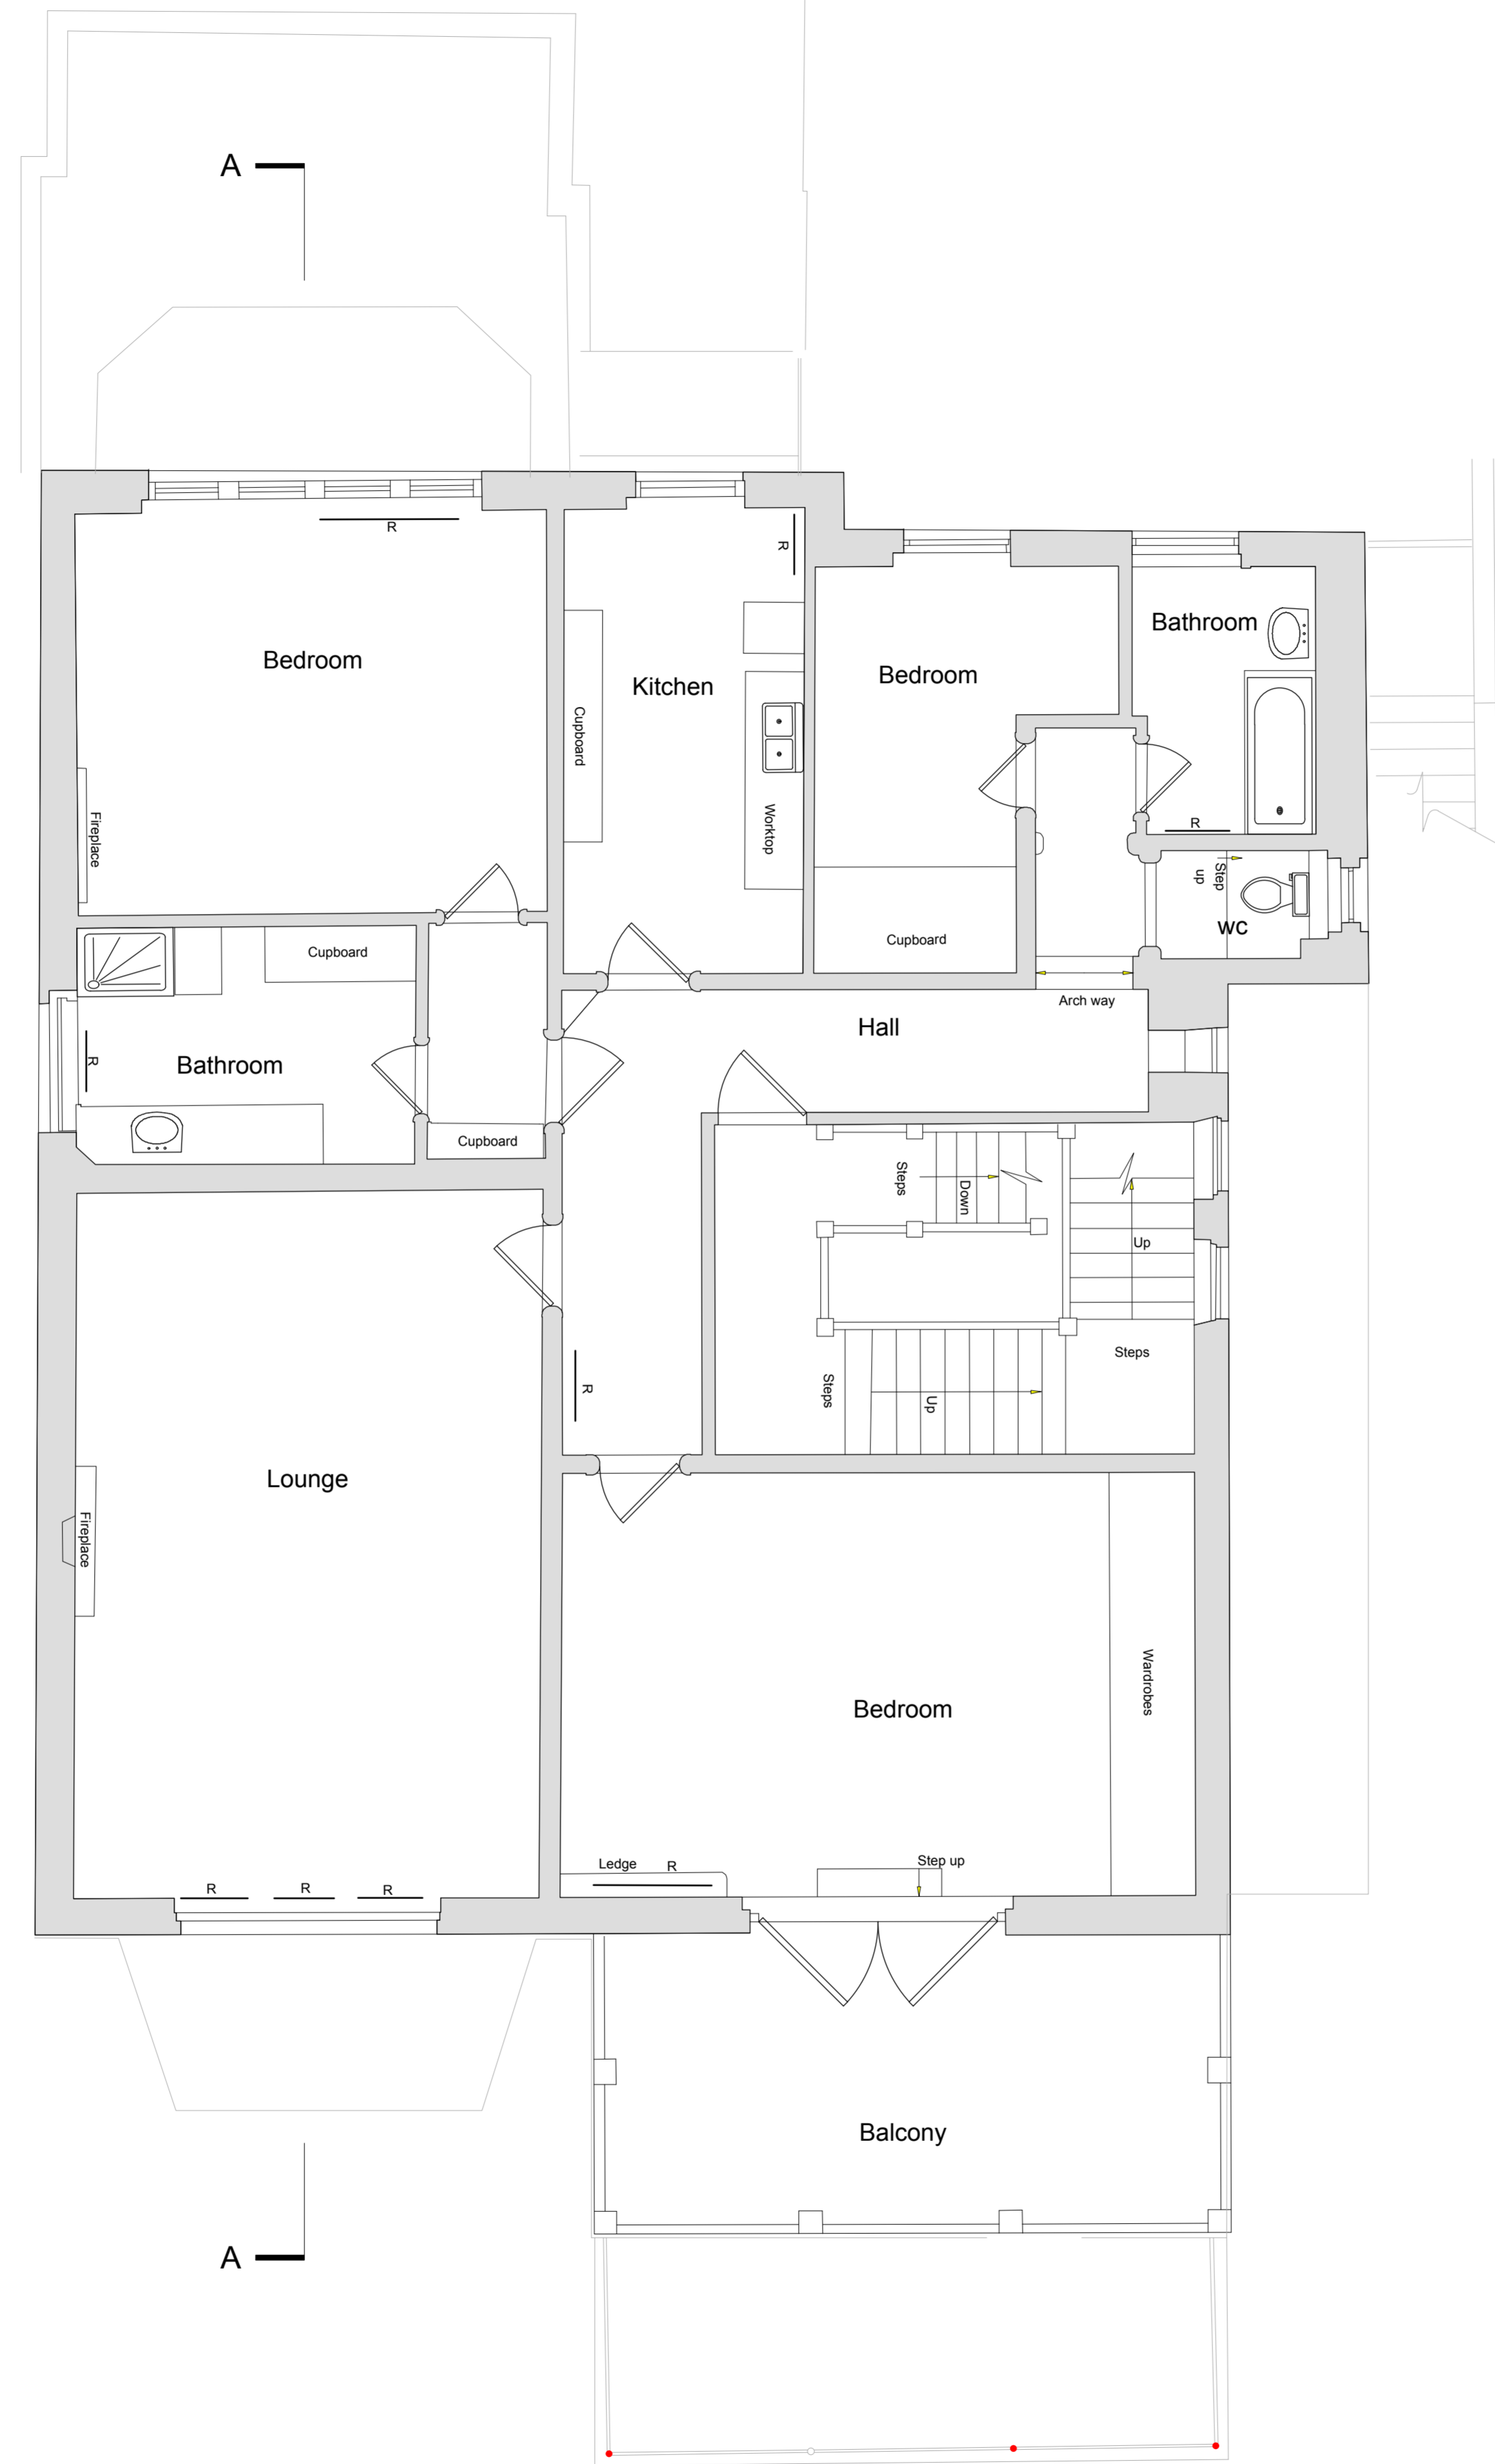 A
R
R
Bathroom
Bedroom
Bedroom
Kitchen
Cupboard
Worktop
Fireplace
R
Step
up
wc
Cupboard
Cupboard
Arch way
Hall
R
Bathroom
Cupboard
Steps
Down
Up
Steps
R
Steps
Up
Lounge
Fireplace
Wardrobes
Bedroom
Ledge
R
Step up
R
R
R
Balcony
A